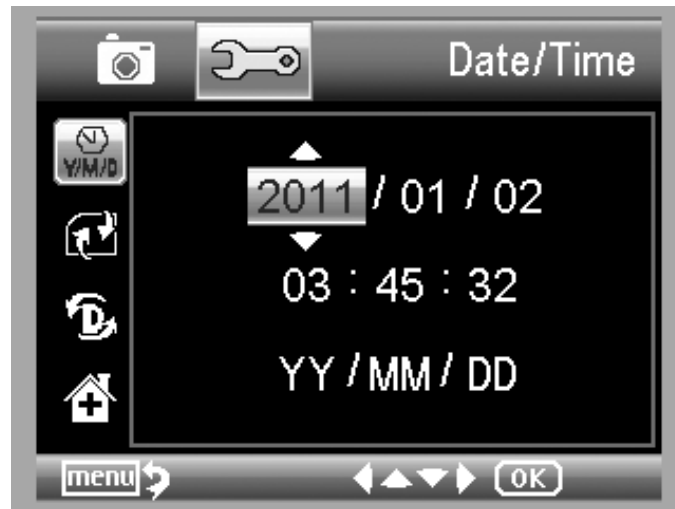 Date/Time
Y/M/D
2011 / 01 / 02
03 : 45 : 32
YY / MM / DD
D
menu OK